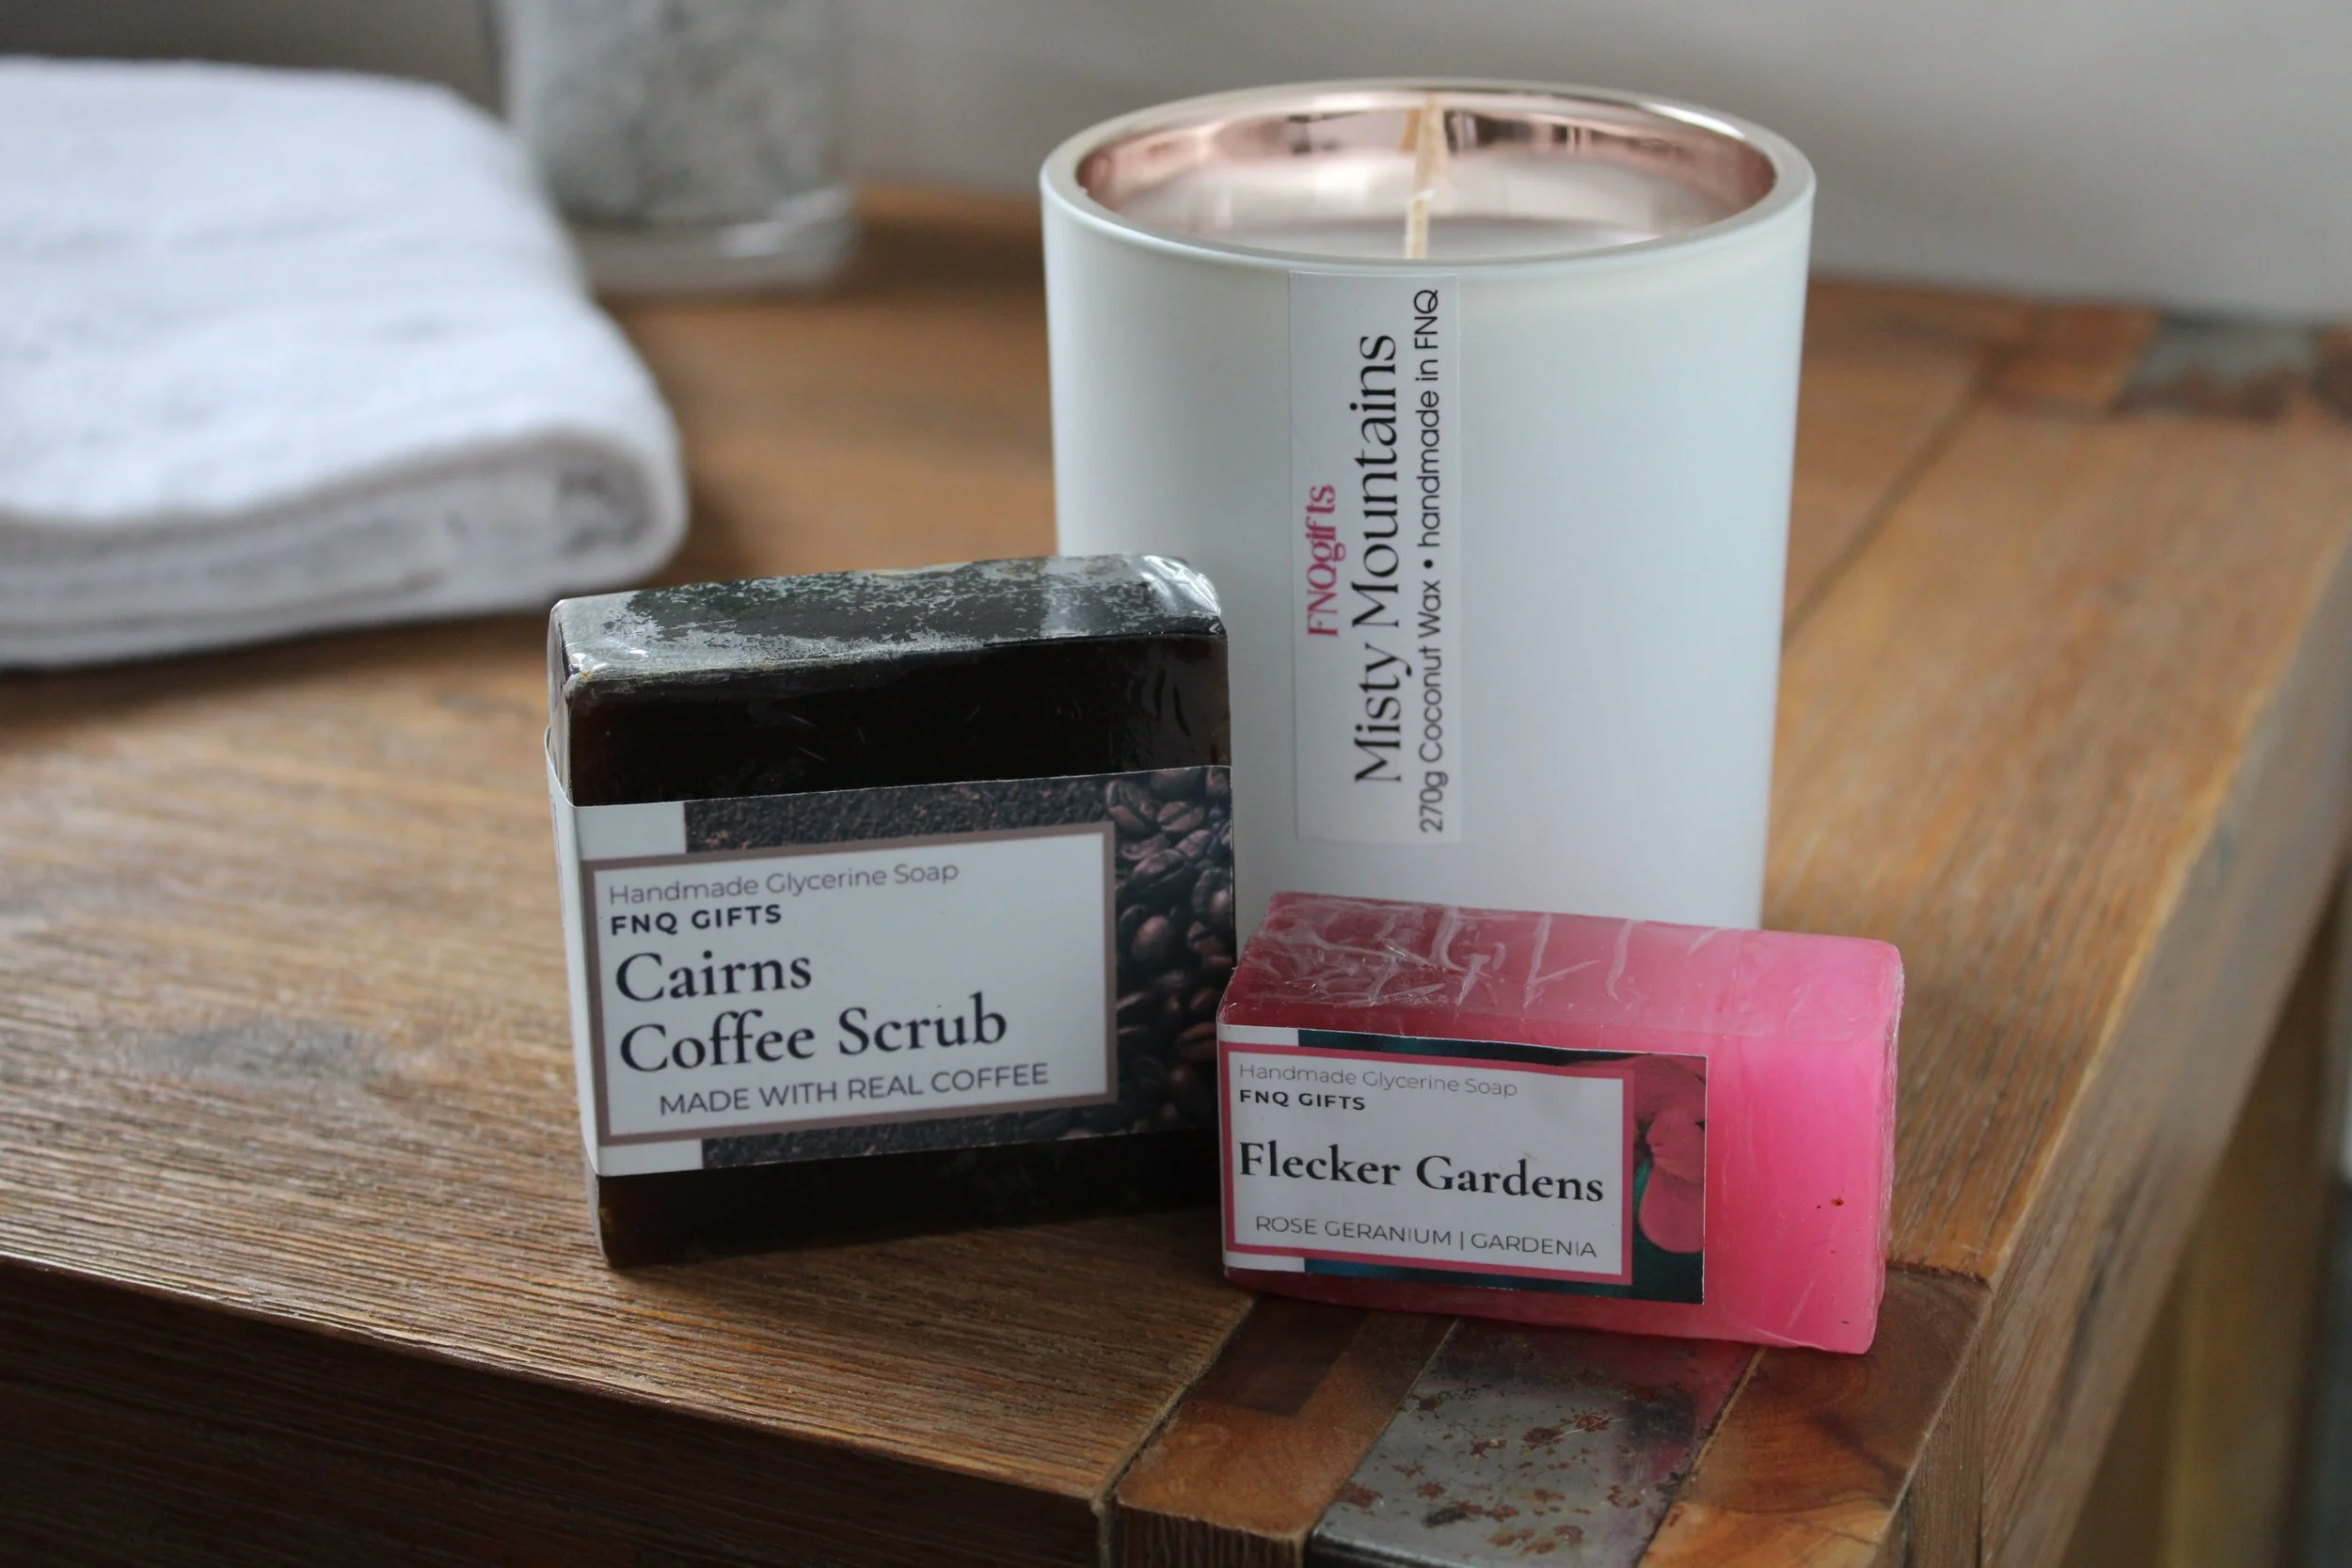 FNQgifts
Misty Mountains
270g Coconut Wax • handmade in FNQ
Handmade Glycerine Soap
FNQ GIFTS
Cairns
Coffee Scrub
MADE WITH REAL COFFEE
Handmade Glycerine Soap
FNQ GIFTS
Flecker Gardens
ROSE GERANIUM | GARDENIA